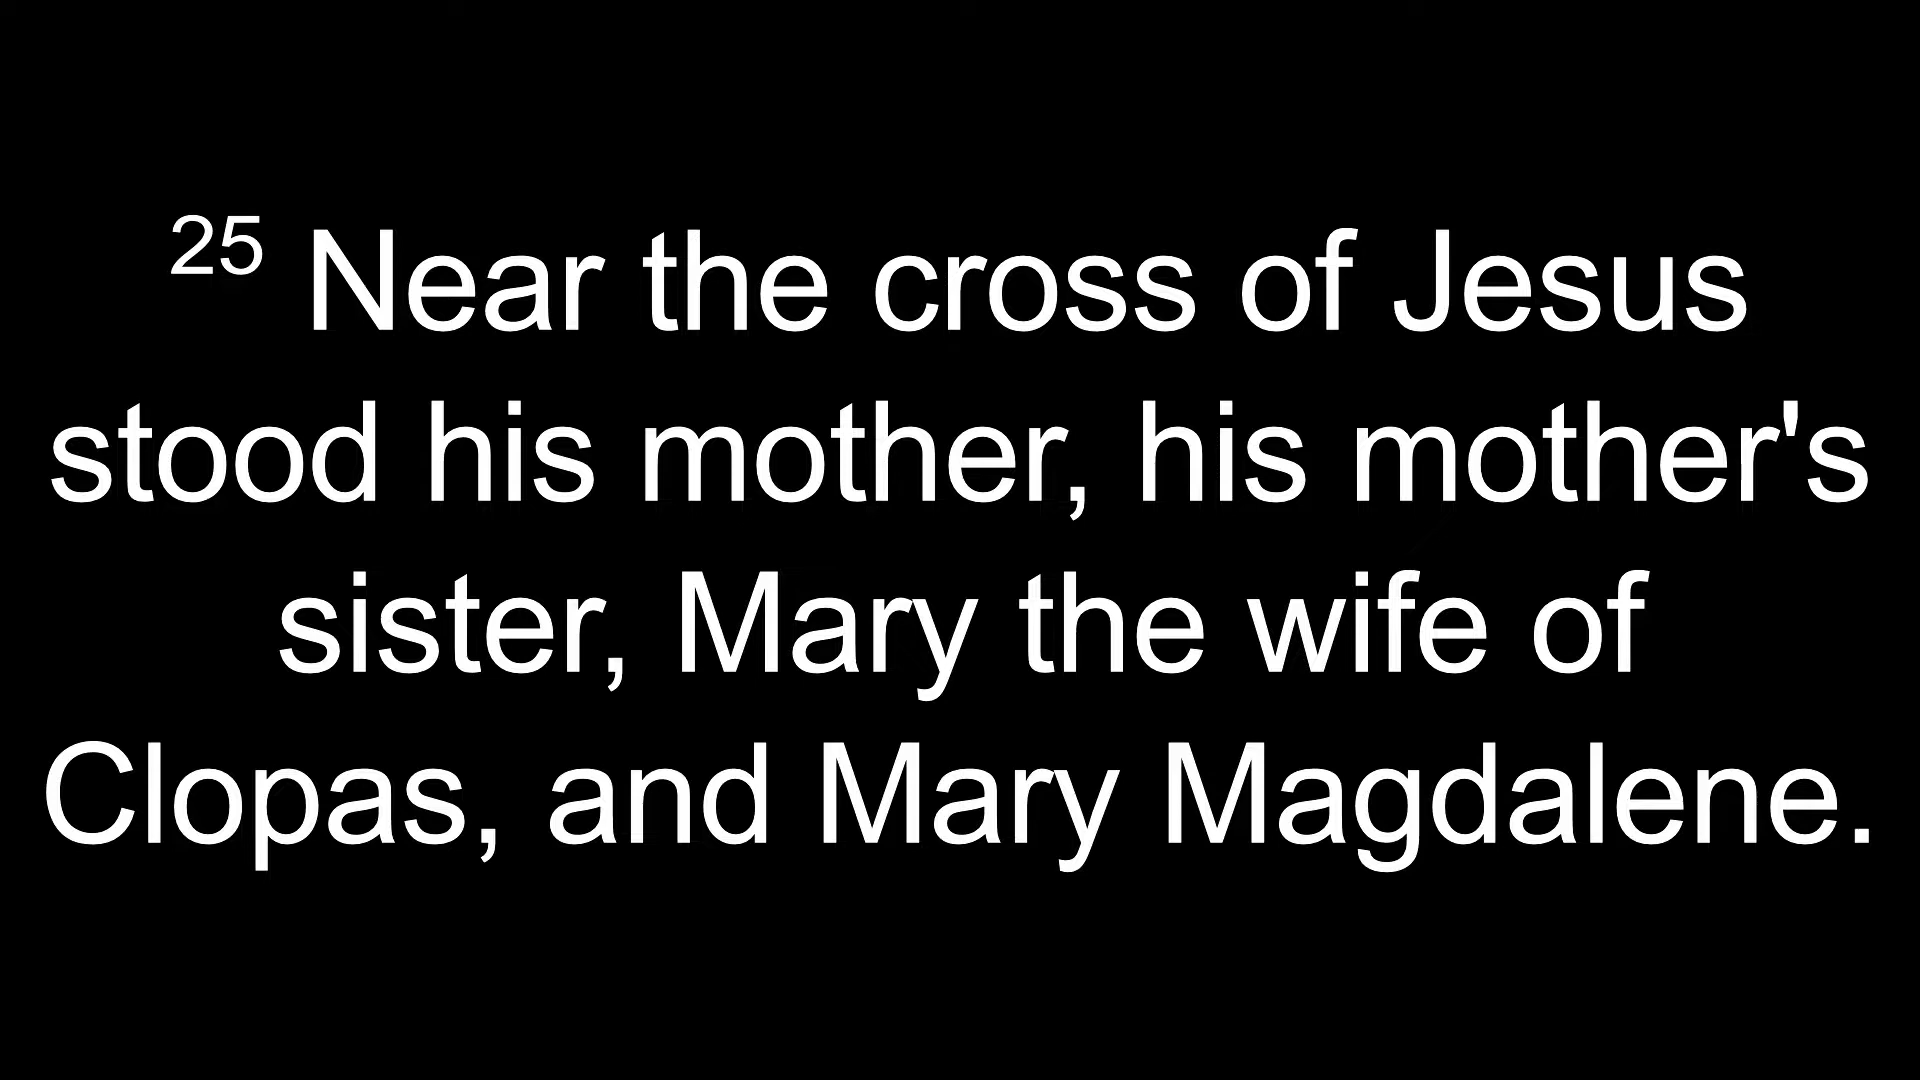 25 Near the cross of Jesus
stood his mother, his mother's
sister, Mary the wife of
Clopas, and Mary Magdalene.